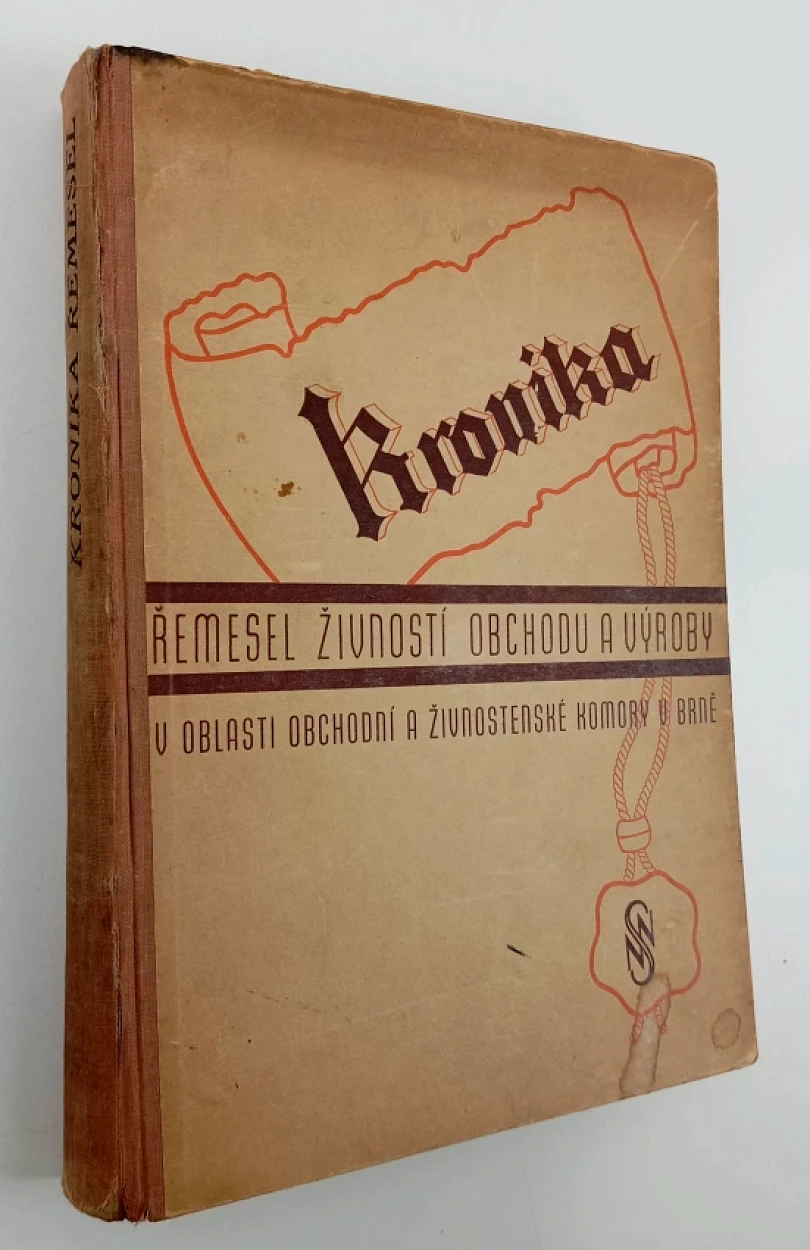 KRONIKA ŘEMESEL
Kronika
ŘEMESEL ŽIVNOSTÍ OBCHODU A VÝROBY
V OBLASTI OBCHODNÍ A ŽIVNOSTENSKÉ KOMORY V BRNĚ